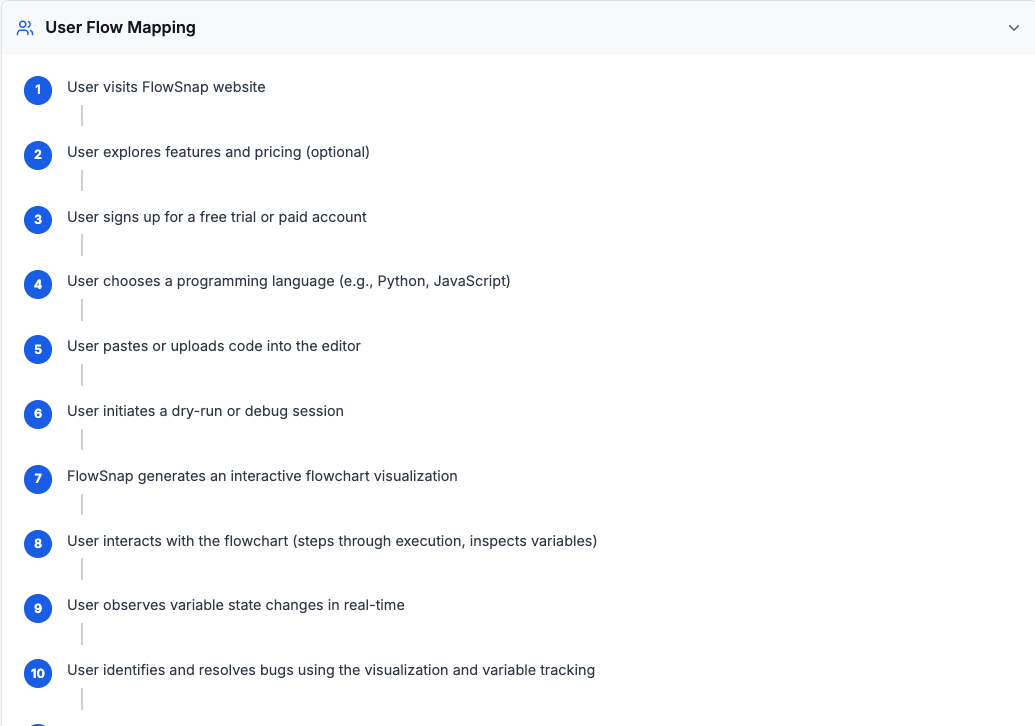 User Flow Mapping
1
User visits FlowSnap website
2
User explores features and pricing (optional)
3
User signs up for a free trial or paid account
4
User chooses a programming language (e.g., Python, JavaScript)
5
User pastes or uploads code into the editor
6
User initiates a dry-run or debug session
7
FlowSnap generates an interactive flowchart visualization
8
User interacts with the flowchart (steps through execution, inspects variables)
9
User observes variable state changes in real-time
10
User identifies and resolves bugs using the visualization and variable tracking